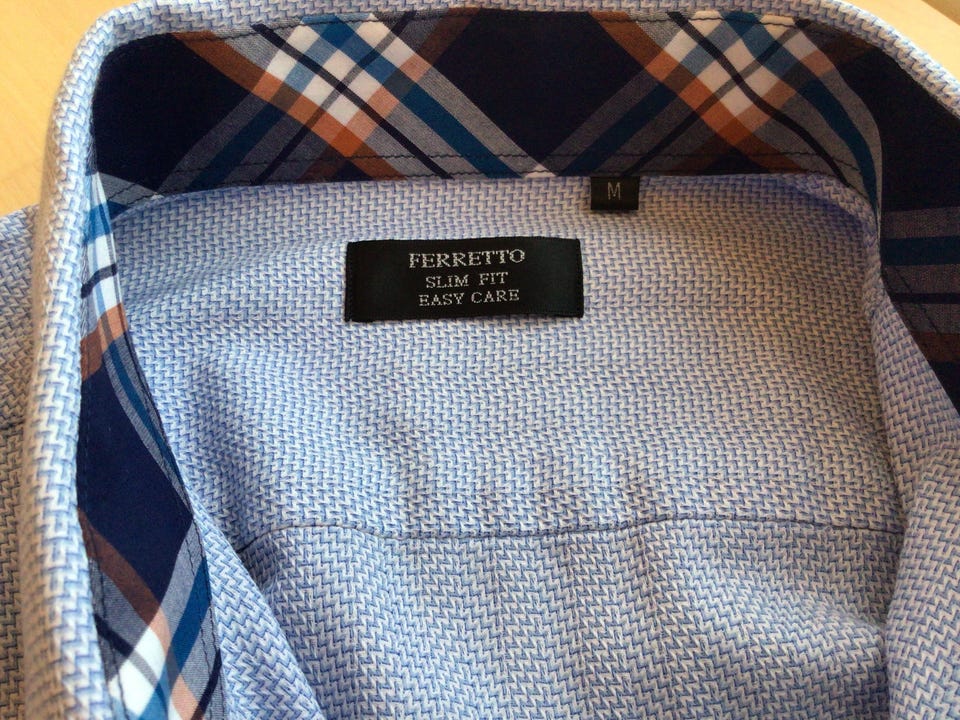 M
FERRETTO
SLIM FIT
EASY CARE